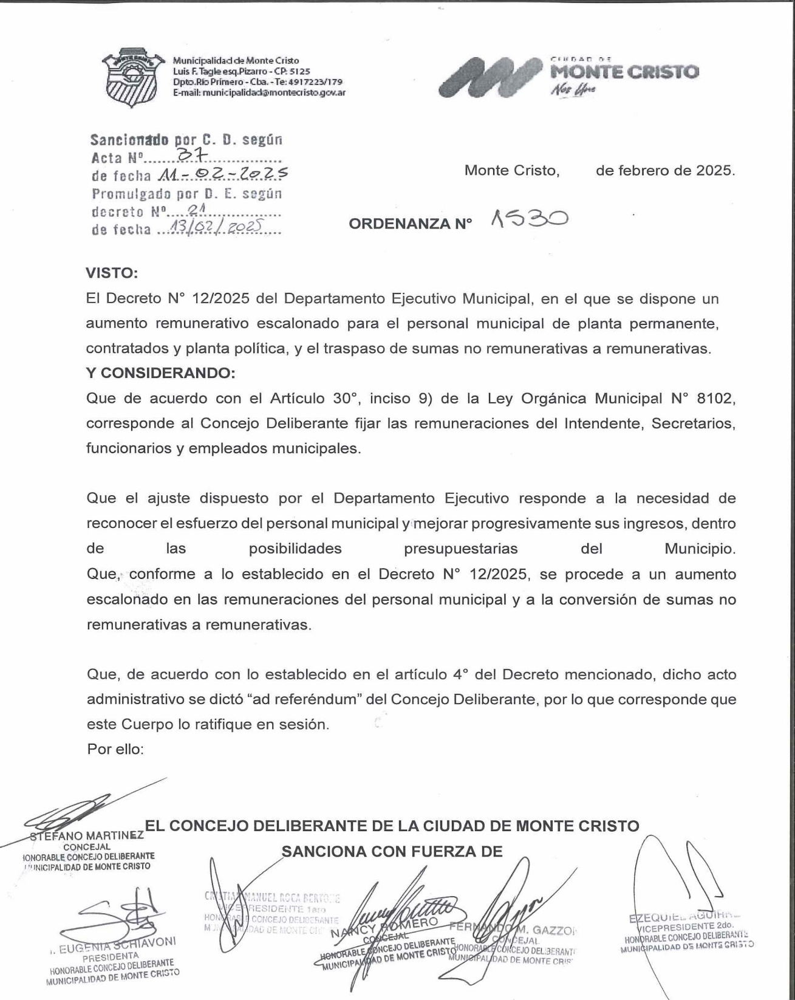 Municipalidad de Monte Cristo
Luis F. Tagle esq. Pizarro - CP: 5125
Dpto. Río Primero - Cba. - Te: 4917223/179
E-mail: municipalidad@montecristo.gov.ar
CIUDAD DE
MONTE CRISTO
Sancionado por C. D. según
Acta Nº........37..................
de fecha 11-02-2025
Promulgado por D. E. según
decreto Nº.....21................
de fecha ...13/02/2025....
Monte Cristo, de febrero de 2025.
ORDENANZA N° 1530
VISTO:
El Decreto N° 12/2025 del Departamento Ejecutivo Municipal, en el que se dispone un
aumento remunerativo escalonado para el personal municipal de planta permanente,
contratados y planta política, y el traspaso de sumas no remunerativas a remunerativas.
Y CONSIDERANDO:
Que de acuerdo con el Artículo 30°, inciso 9) de la Ley Orgánica Municipal N° 8102,
corresponde al Concejo Deliberante fijar las remuneraciones del Intendente, Secretarios,
funcionarios y empleados municipales.
Que el ajuste dispuesto por el Departamento Ejecutivo responde a la necesidad de
reconocer el esfuerzo del personal municipal y mejorar progresivamente sus ingresos, dentro
de las posibilidades presupuestarias del Municipio.
Que, conforme a lo establecido en el Decreto N° 12/2025, se procede a un aumento
escalonado en las remuneraciones del personal municipal y a la conversión de sumas no
remunerativas a remunerativas.
Que, de acuerdo con lo establecido en el artículo 4° del Decreto mencionado, dicho acto
administrativo se dictó “ad referéndum” del Concejo Deliberante, por lo que corresponde que
este Cuerpo lo ratifique en sesión.
Por ello:
EL CONCEJO DELIBERANTE DE LA CIUDAD DE MONTE CRISTO
SANCIONA CON FUERZA DE
STEFANO MARTINEZ
CONCEJAL
HONORABLE CONCEJO DELIBERANTE
MUNICIPALIDAD DE MONTE CRISTO
EUGENIA SCHIAVONI
PRESIDENTA
HONORABLE CONCEJO DELIBERANTE
MUNICIPALIDAD DE MONTE CRISTO
MANUEL ROCA
VICEPRESIDENTE 1ero
HONORABLE CONCEJO DELIBERANTE
MUNICIPALIDAD DE MONTE
NANCY ROMERO
CONCEJAL
HONORABLE CONCEJO DELIBERANTE
MUNICIPALIDAD DE MONTE CRISTO
FERNANDO M. GAZZO
CONCEJAL
HONORABLE CONCEJO DELIBERANTE
MUNICIPALIDAD DE MONTE CRIS
EZEQUIEL AGUIRRE
VICEPRESIDENTE 2do.
HONORABLE CONCEJO DELIBERANTE
MUNICIPALIDAD DE MONTE CRISTO